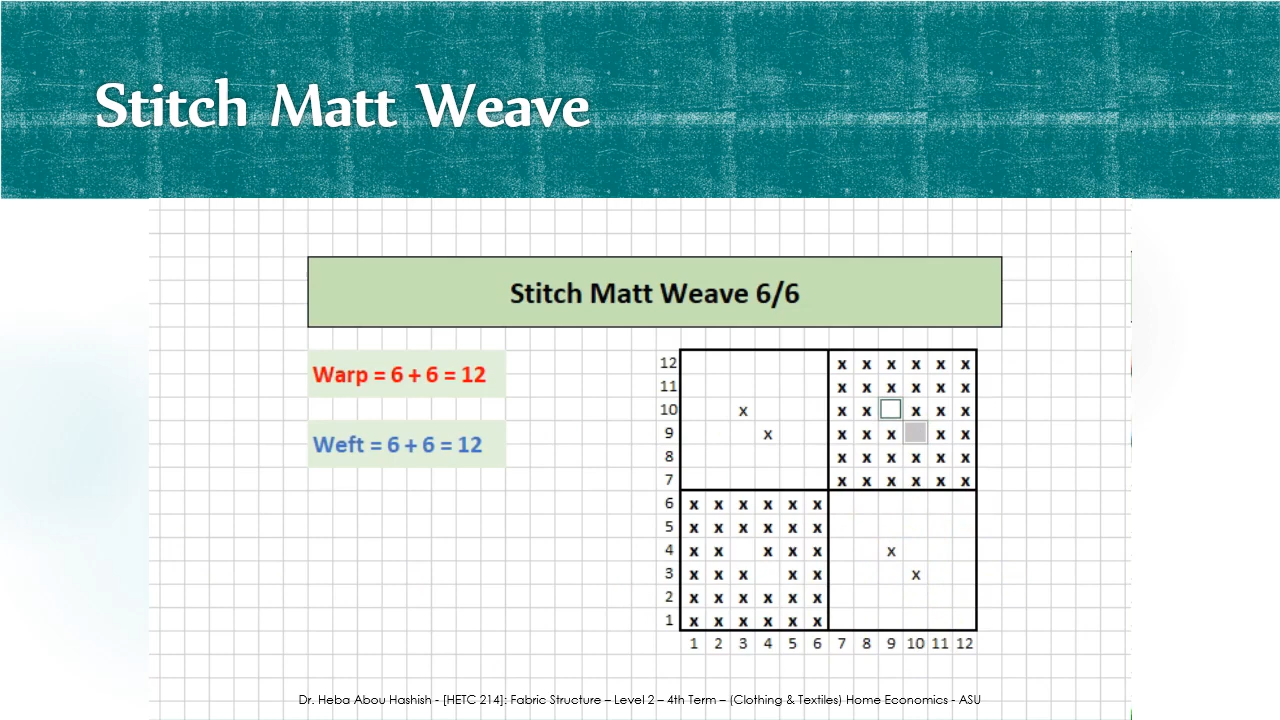 Stitch Matt Weave
Stitch Matt Weave 6/6
Warp = 6 + 6 = 12
Weft = 6 + 6 = 12
12 x x x x x x
11 x x x x x x
10 x x x x x x
9 x x x x x x
8 x x x x x x
7 x x x x x x
6 x x x x x x
5 x x x x x x
4 x x x x x x
3 x x x x x x
2 x x x x x x
1 x x x x x x
1 2 3 4 5 6 7 8 9 10 11 12
Dr. Heba Abou Hashish - [HETC 214]: Fabric Structure – Level 2 – 4th Term – (Clothing & Textiles) Home Economics - ASU